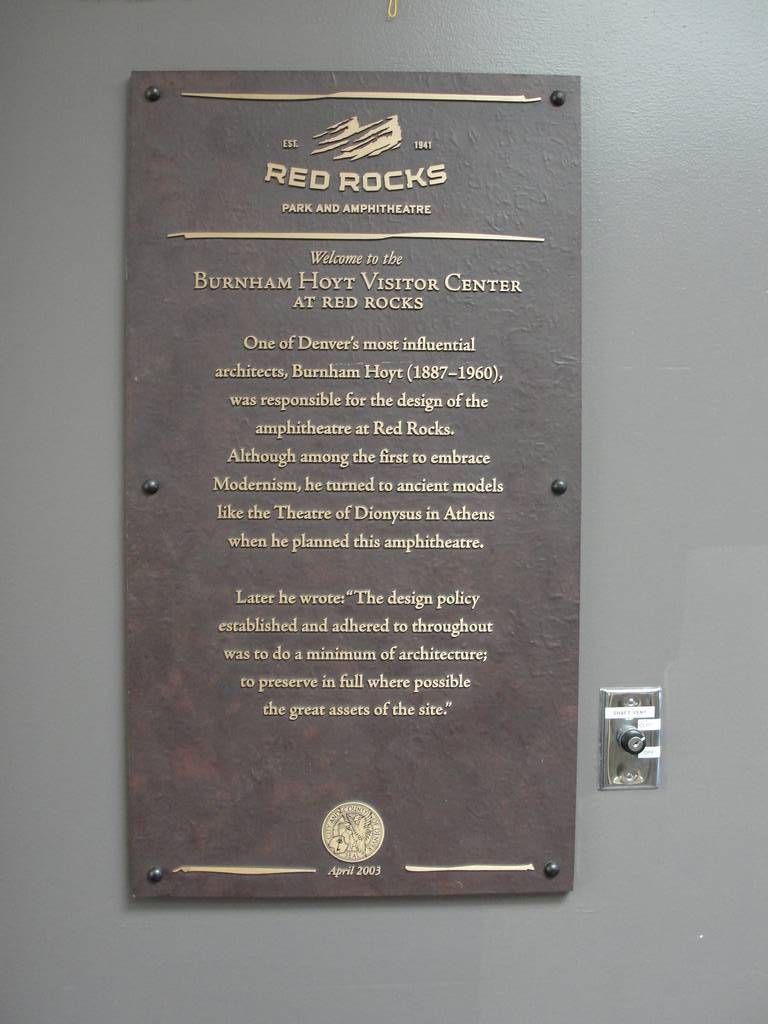 EST. 1941
RED ROCKS
PARK AND AMPHITHEATRE
Welcome to the
BURNHAM HOYT VISITOR CENTER
AT RED ROCKS
One of Denver's most influential
architects, Burnham Hoyt (1887–1960),
was responsible for the design of the
amphitheatre at Red Rocks.
Although among the first to embrace
Modernism, he turned to ancient models
like the Theatre of Dionysus in Athens
when he planned this amphitheatre.
Later he wrote: “The design policy
established and adhered to throughout
was to do a minimum of architecture;
to preserve in full where possible
the great assets of the site.”
April 2003